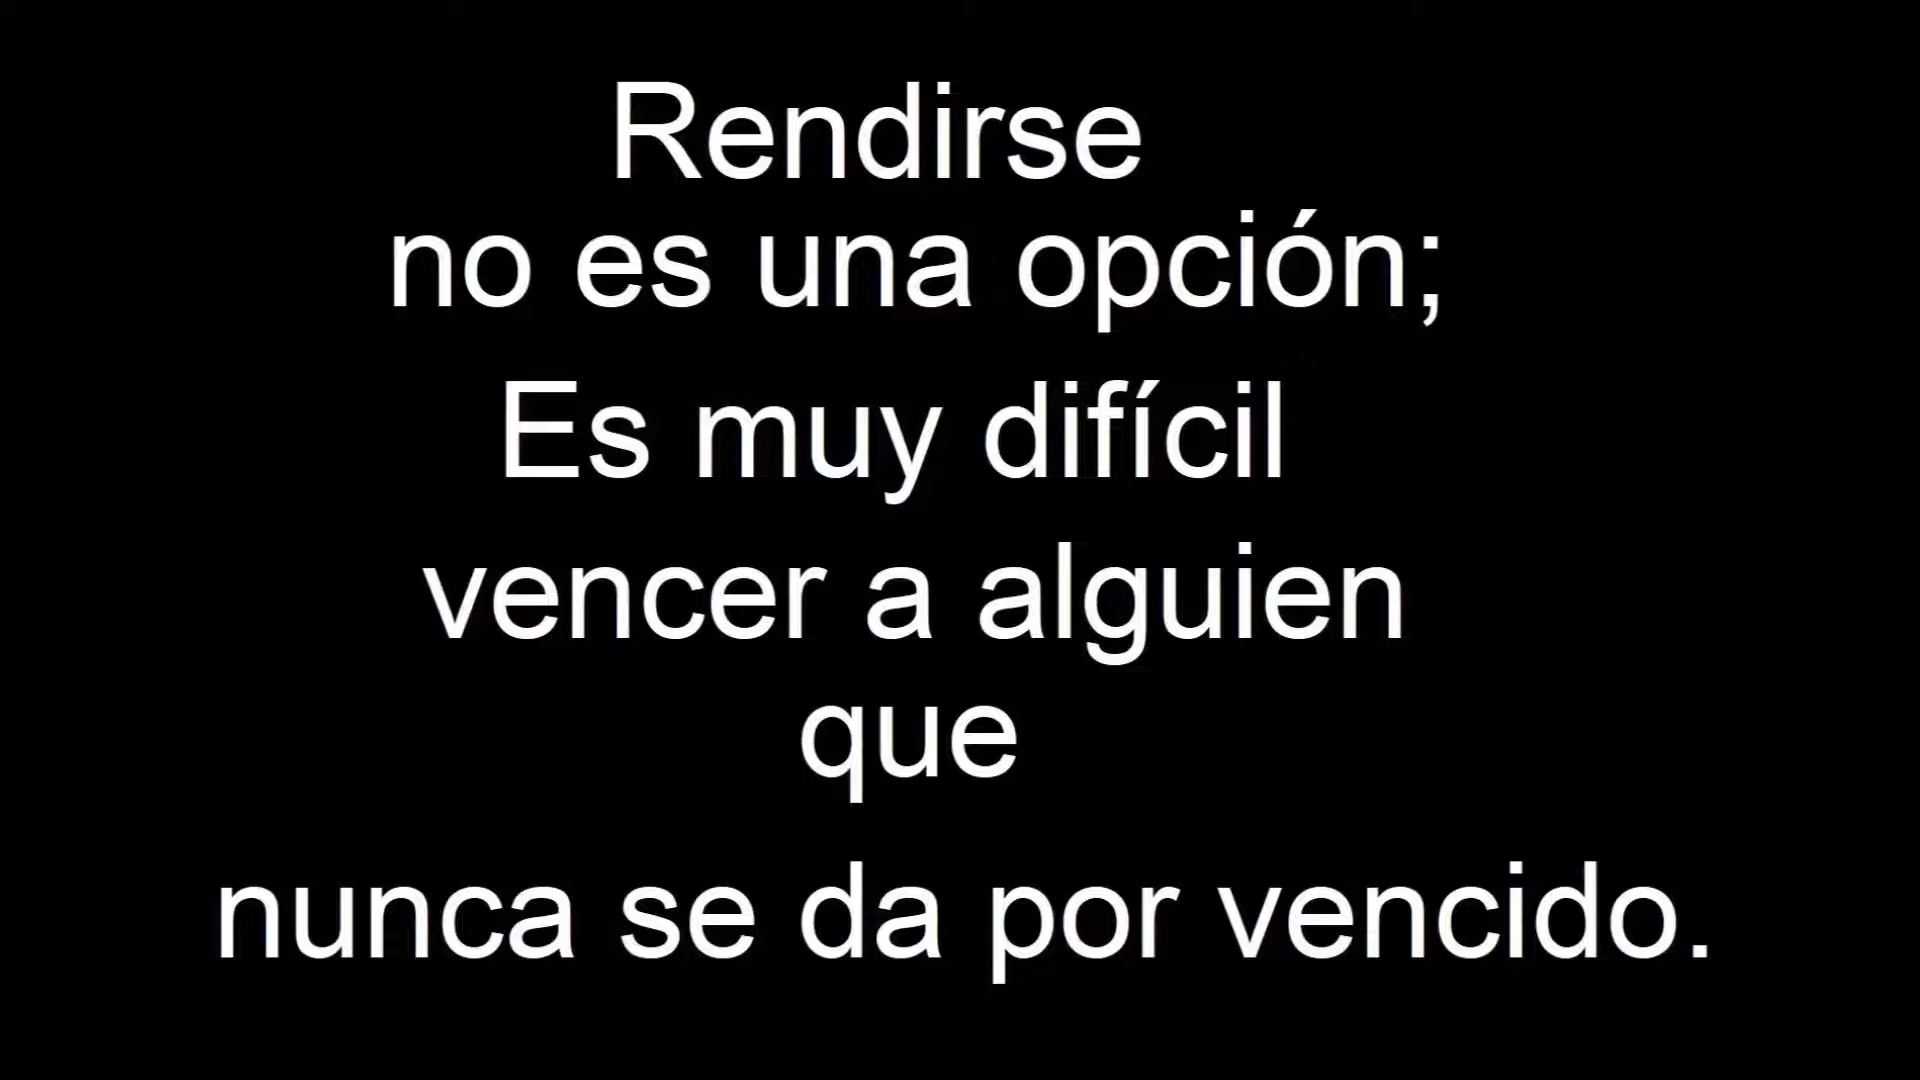 Rendirse
no es una opción;
Es muy difícil
vencer a alguien
que
nunca se da por vencido.